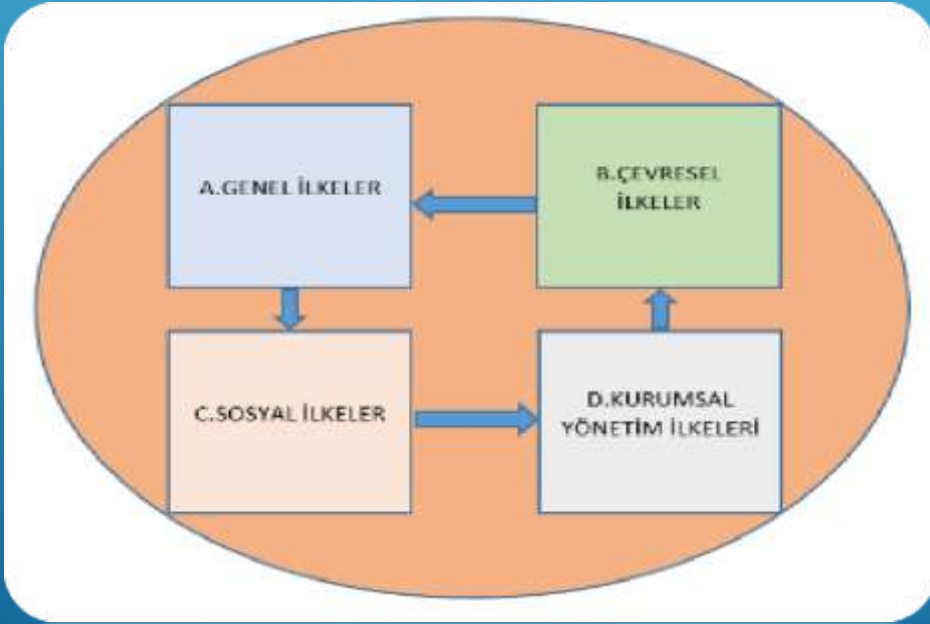 A.GENEL İLKELER
B.ÇEVRESEL
İLKELER
C.SOSYAL İLKELER
D.KURUMSAL
YÖNETİM İLKELERİ